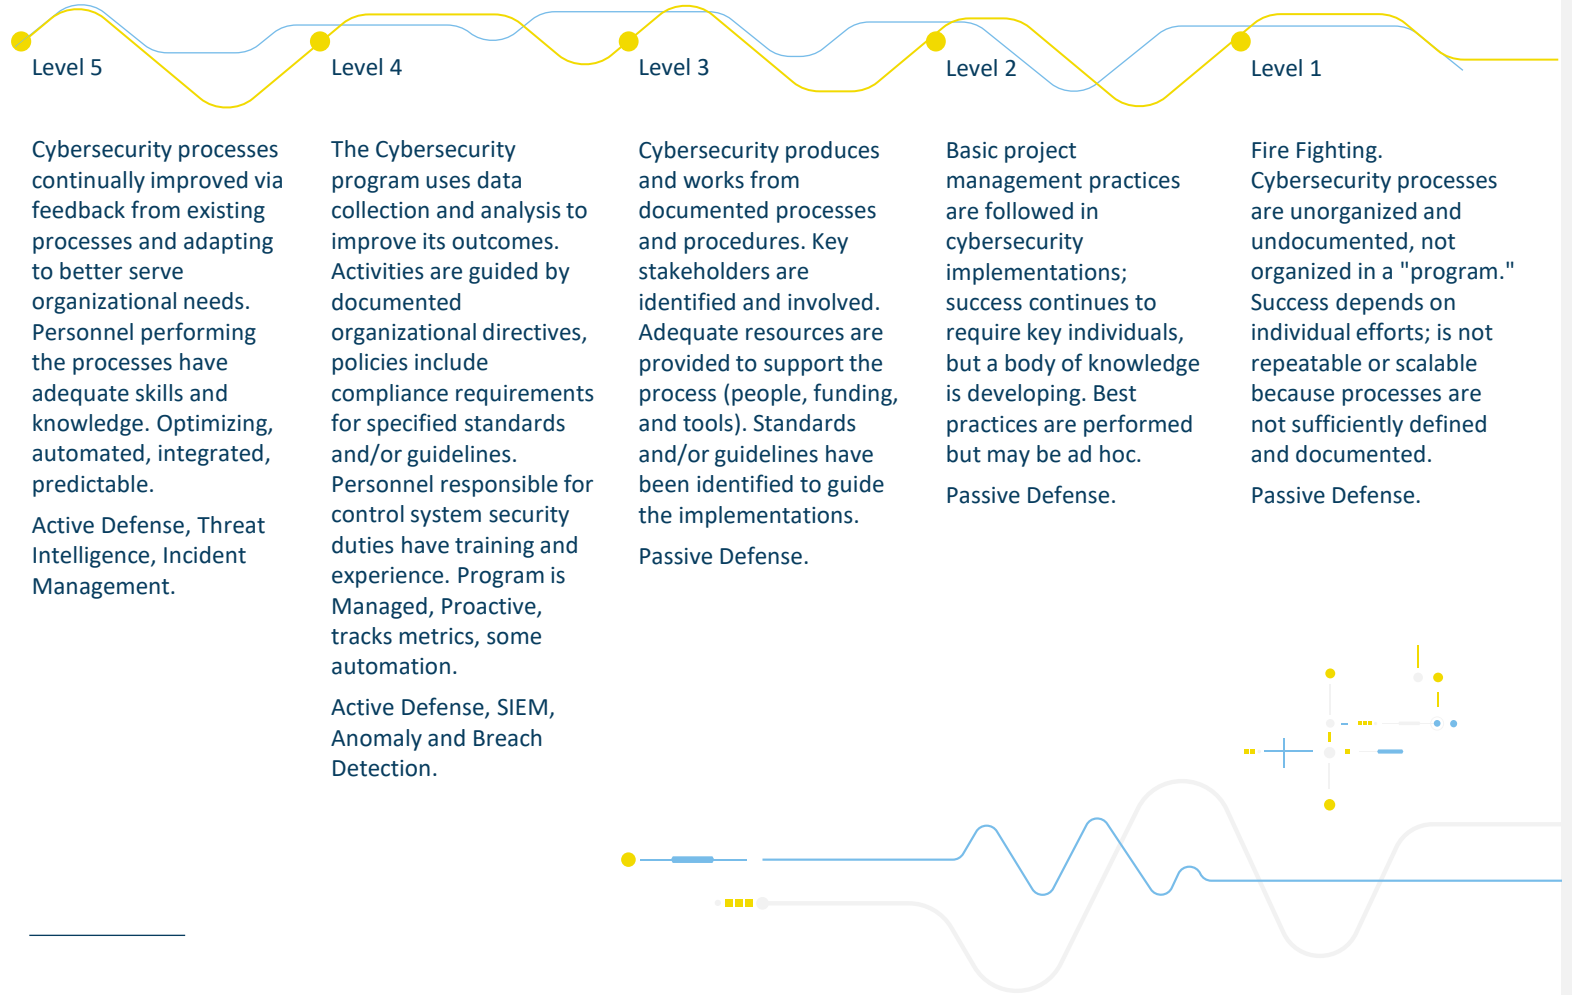 Level 5
Cybersecurity processes
continually improved via
feedback from existing
processes and adapting
to better serve
organizational needs.
Personnel performing
the processes have
adequate skills and
knowledge. Optimizing,
automated, integrated,
predictable.
Active Defense, Threat
Intelligence, Incident
Management.
Level 4
The Cybersecurity
program uses data
collection and analysis to
improve its outcomes.
Activities are guided by
documented
organizational directives,
policies include
compliance requirements
for specified standards
and/or guidelines.
Personnel responsible for
control system security
duties have training and
experience. Program is
Managed, Proactive,
tracks metrics, some
automation.
Active Defense, SIEM,
Anomaly and Breach
Detection.
Level 3
Cybersecurity produces
and works from
documented processes
and procedures. Key
stakeholders are
identified and involved.
Adequate resources are
provided to support the
process (people, funding,
and tools). Standards
and/or guidelines have
been identified to guide
the implementations.
Passive Defense.
Level 2
Basic project
management practices
are followed in
cybersecurity
implementations;
success continues to
require key individuals,
but a body of knowledge
is developing. Best
practices are performed
but may be ad hoc.
Passive Defense.
Level 1
Fire Fighting.
Cybersecurity processes
are unorganized and
undocumented, not
organized in a "program."
Success depends on
individual efforts; is not
repeatable or scalable
because processes are
not sufficiently defined
and documented.
Passive Defense.